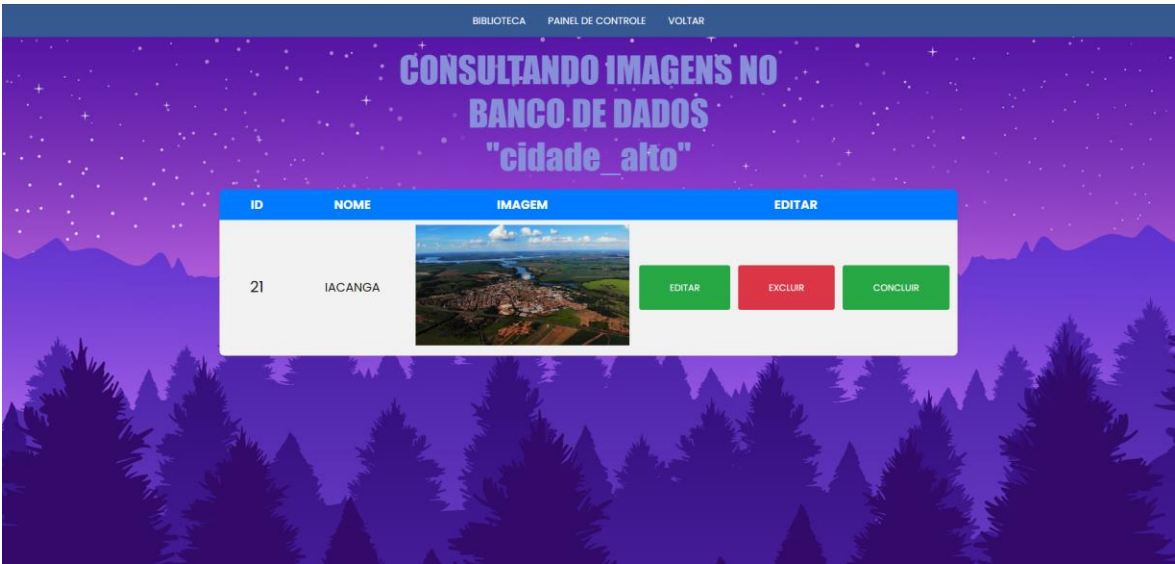 BIBLIOTECA PAINEL DE CONTROLE VOLTAR
CONSULTANDO IMAGENS NO
BANCO DE DADOS
"cidade_alto"
ID NOME IMAGEM EDITAR
21 IACANGA EDITAR EXCLUIR CONCLUIR